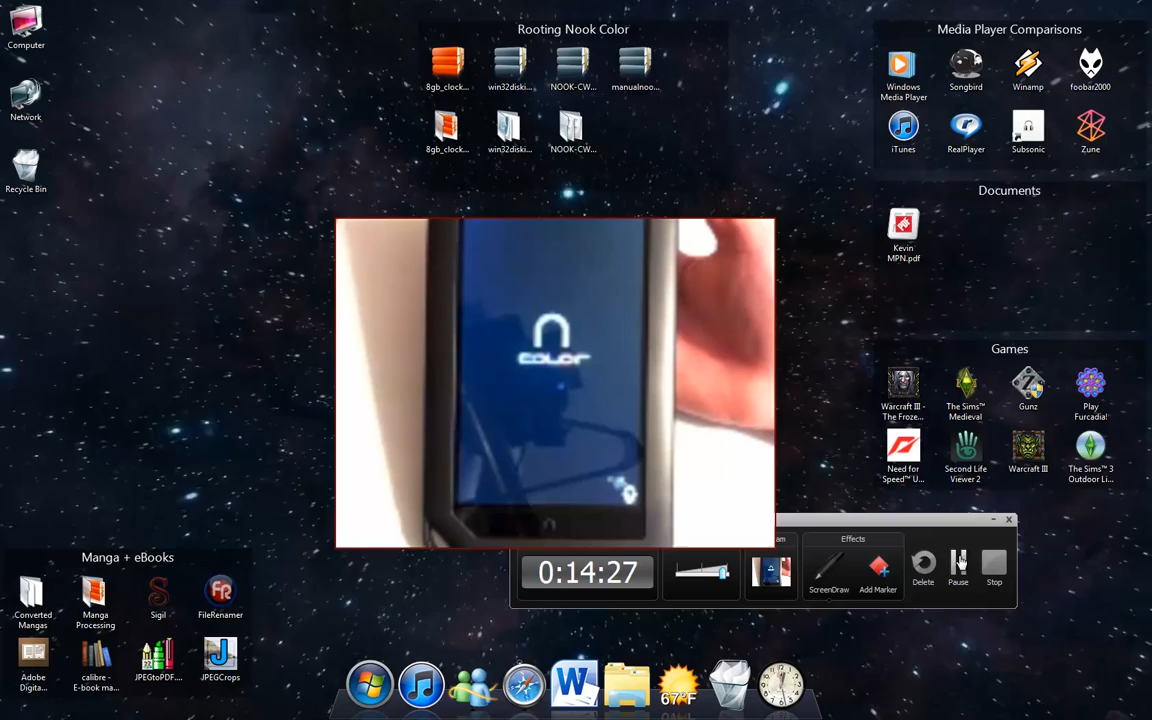 Computer
Network
Recycle Bin
Rooting Nook Color
8gb_clock...
win32diski...
NOOK-CW...
manualnoo...
8gb_clock...
win32diski...
NOOK-CW...
Media Player Comparisons
Windows
Media Player
Songbird
Winamp
foobar2000
iTunes
RealPlayer
Subsonic
Zune
Documents
Kevin
MPN.pdf
Games
Warcraft III -
The Froze...
The Sims™
Medieval
Gunz
Play
Furcadia!
Need for
Speed™ U...
Second Life
Viewer 2
Warcraft III
The Sims™ 3
Outdoor Li...
n
COLOR
am
Effects
0:14:27
ScreenDraw
Add Marker
Delete
Pause
Stop
Manga + eBooks
Converted
Mangas
Manga
Processing
Sigil
FileRenamer
FR
Adobe
Digita...
calibre -
E-book ma...
JPEGtoPDF....
JPEGCrops
J
W
67°F